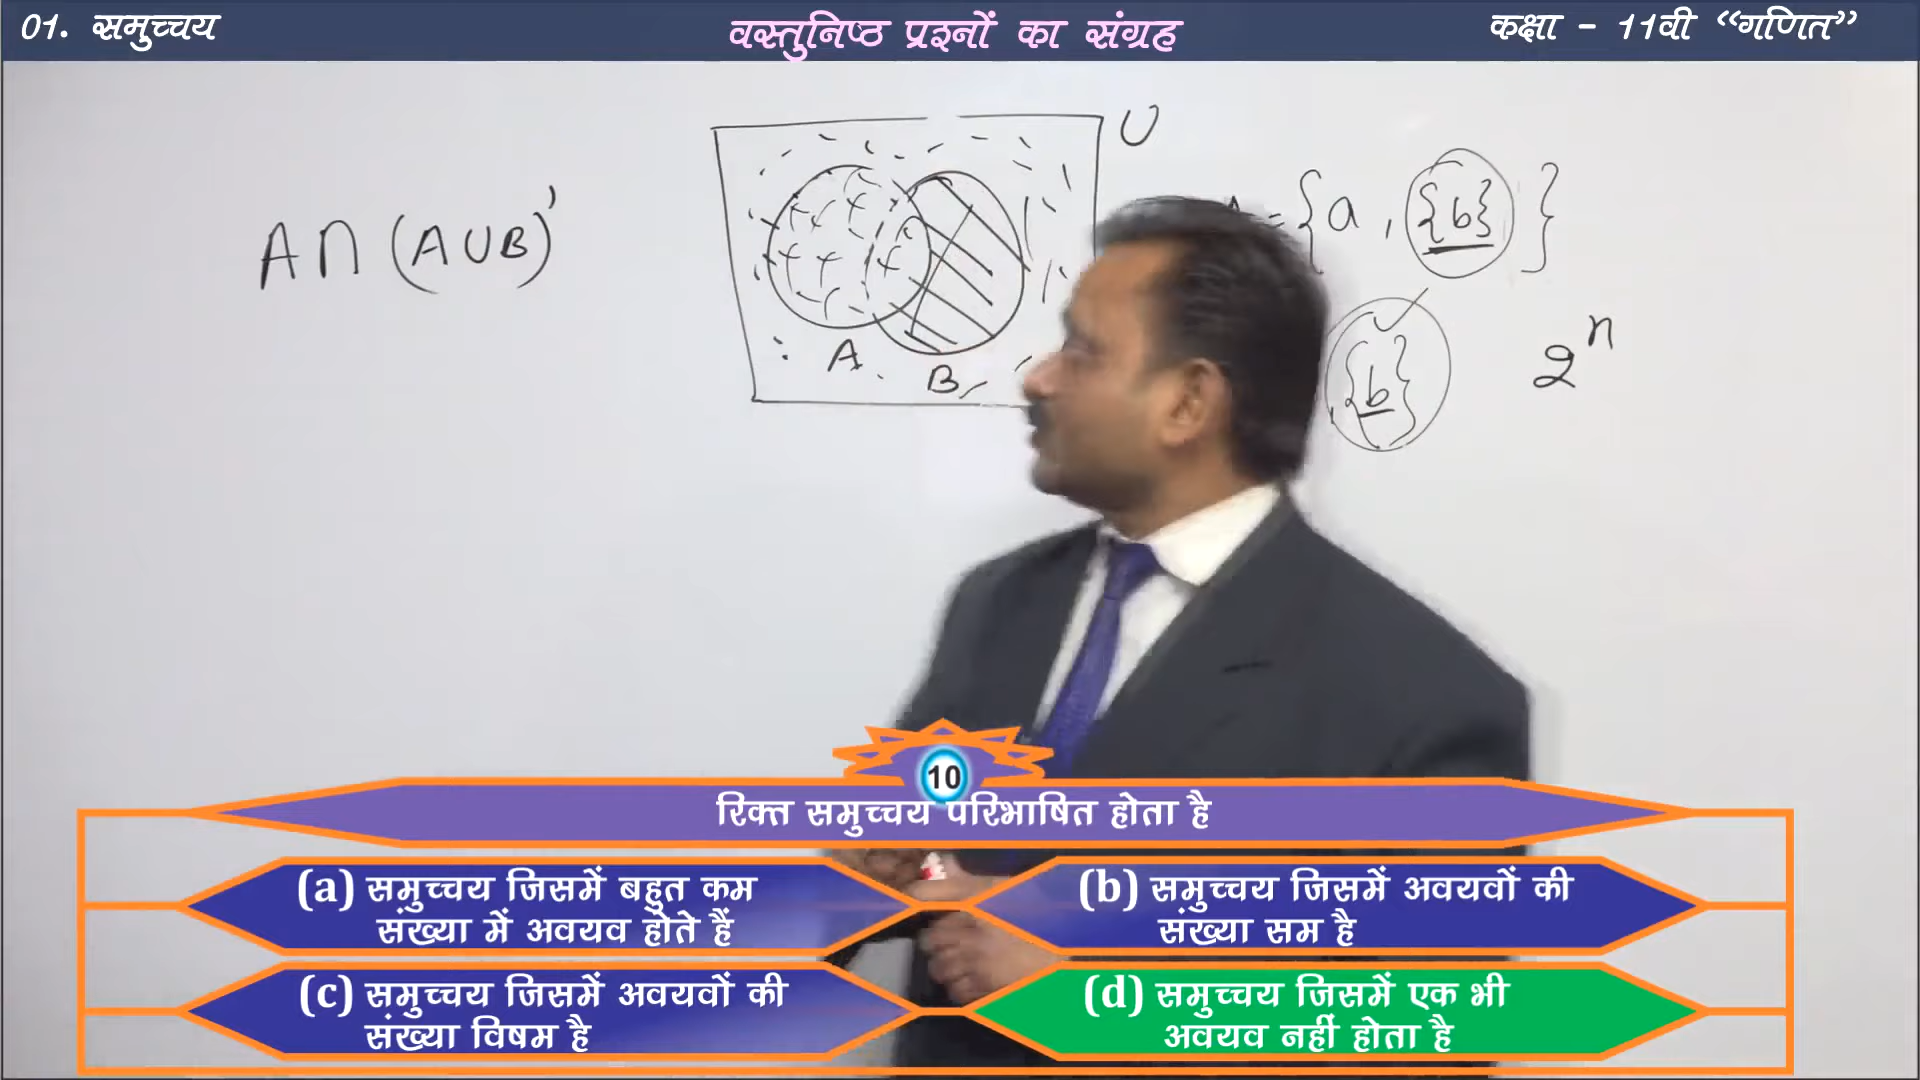 01. समुच्चय
वस्तुनिष्ठ प्रश्नों का संग्रह
कक्षा - 11वी “गणित”
A∩(A∪B)'
U
A
B
= {a, {b}}
{b}
2ⁿ
10
रिक्त समुच्चय परिभाषित होता है
(a) समुच्चय जिसमें बहुत कम
संख्या में अवयव होते हैं
(b) समुच्चय जिसमें अवयवों की
संख्या सम है
(c) समुच्चय जिसमें अवयवों की
संख्या विषम है
(d) समुच्चय जिसमें एक भी
अवयव नहीं होता है